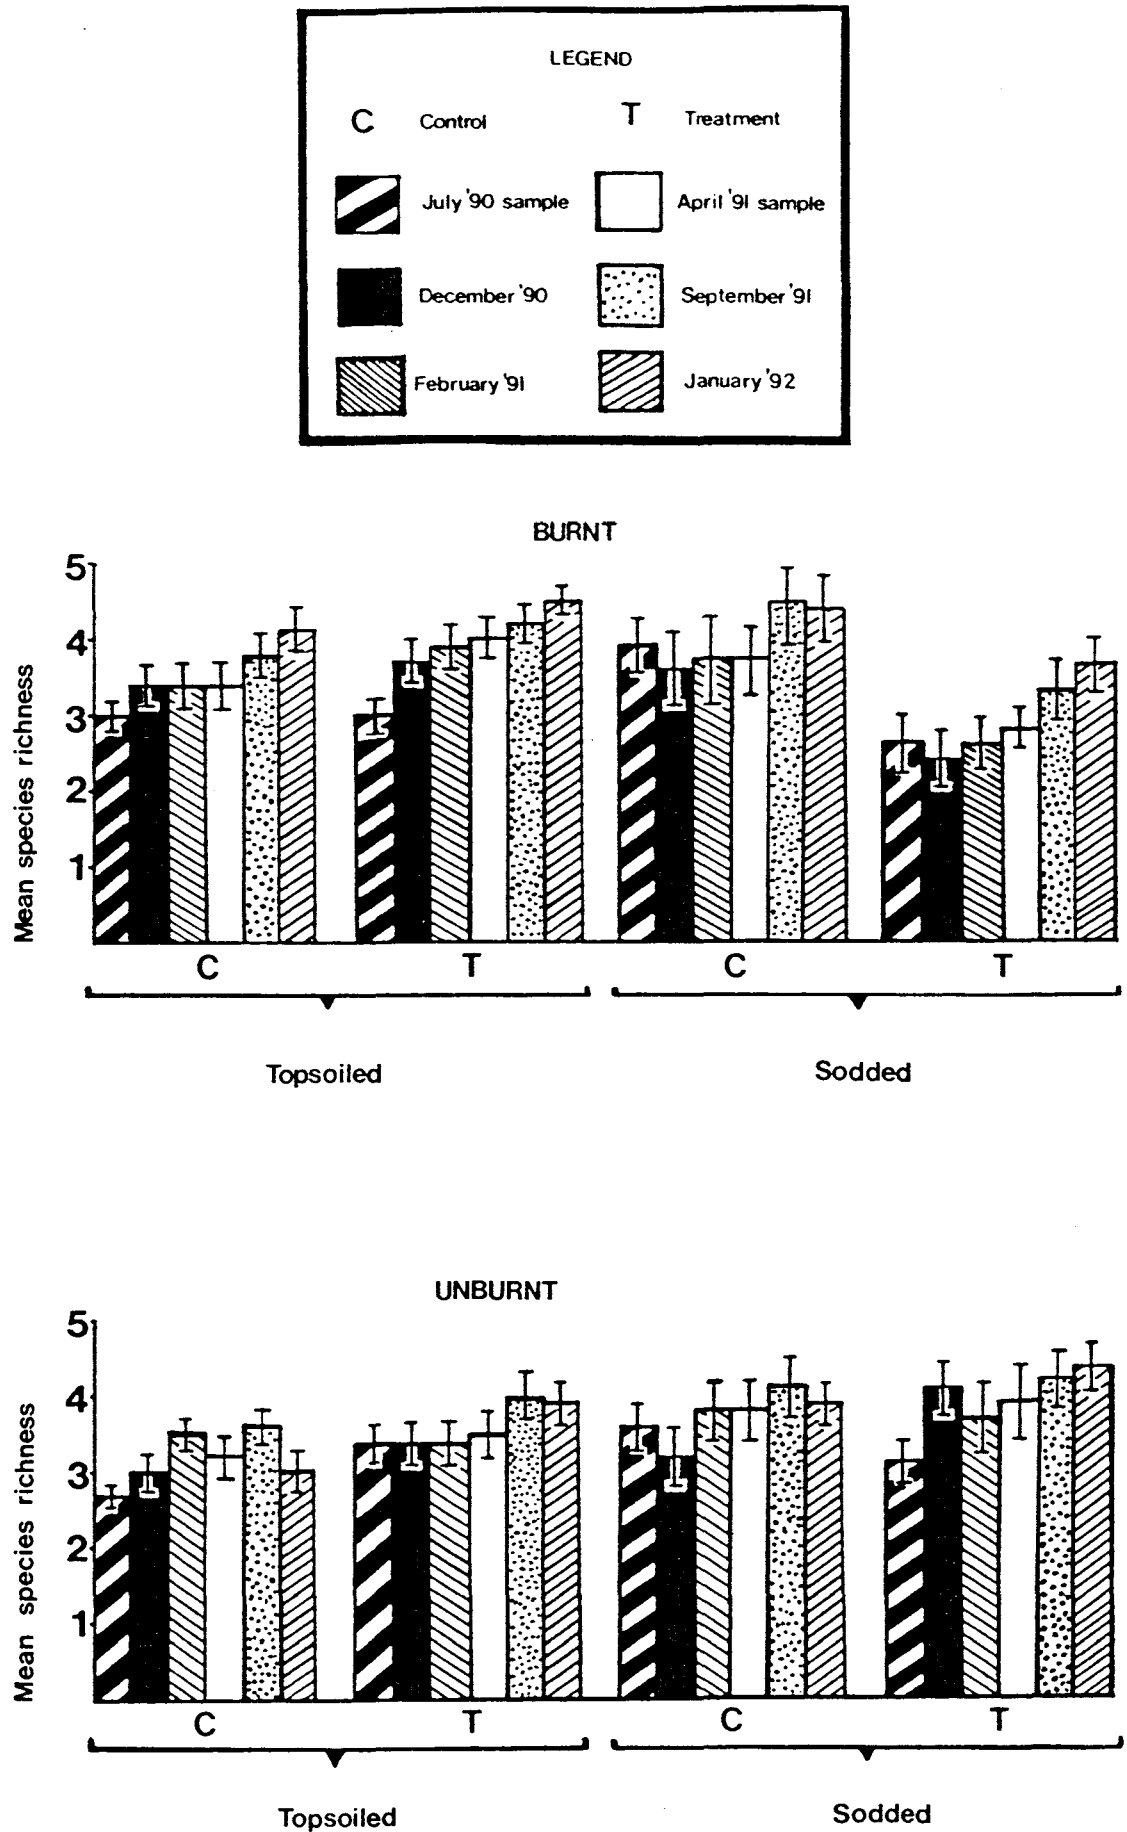 LEGEND
C Control T Treatment
July '90 sample April '91 sample
December '90 September '91
February '91 January '92
BURNT
Mean species richness
5
4
3
2
1
C T C T
Topsoiled Sodded
UNBURNT
Mean species richness
5
4
3
2
1
C T C T
Topsoiled Sodded